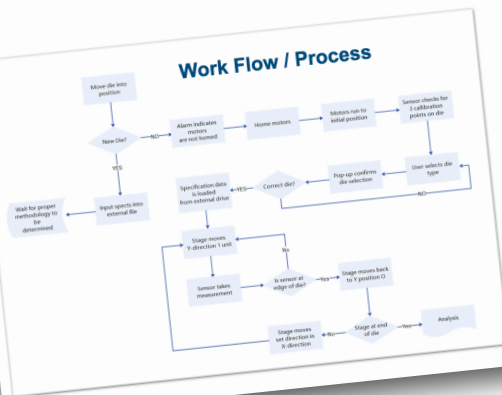 Work Flow / Process
Move die into
position
New Die?
NO
YES
Alarm indicates
motors
are not homed
Home motors
Motors run to
initial position
Sensor checks for
3 callibration
points on die
User selects die
type
Pop-up confirms
die selection
Correct die?
NO
YES
Specification data
is loaded
from external drive
Input spects into
external file
Wait for proper
methodology to
be
determined
Stage moves
Y-direction 1 unit
Sensor takes
measurement
Is sensor at
edge of die?
No
Yes
Stage moves back
to Y position O
Stage at end
of die
No
Yes
Stage moves
set direction in
X-direction
Analysis